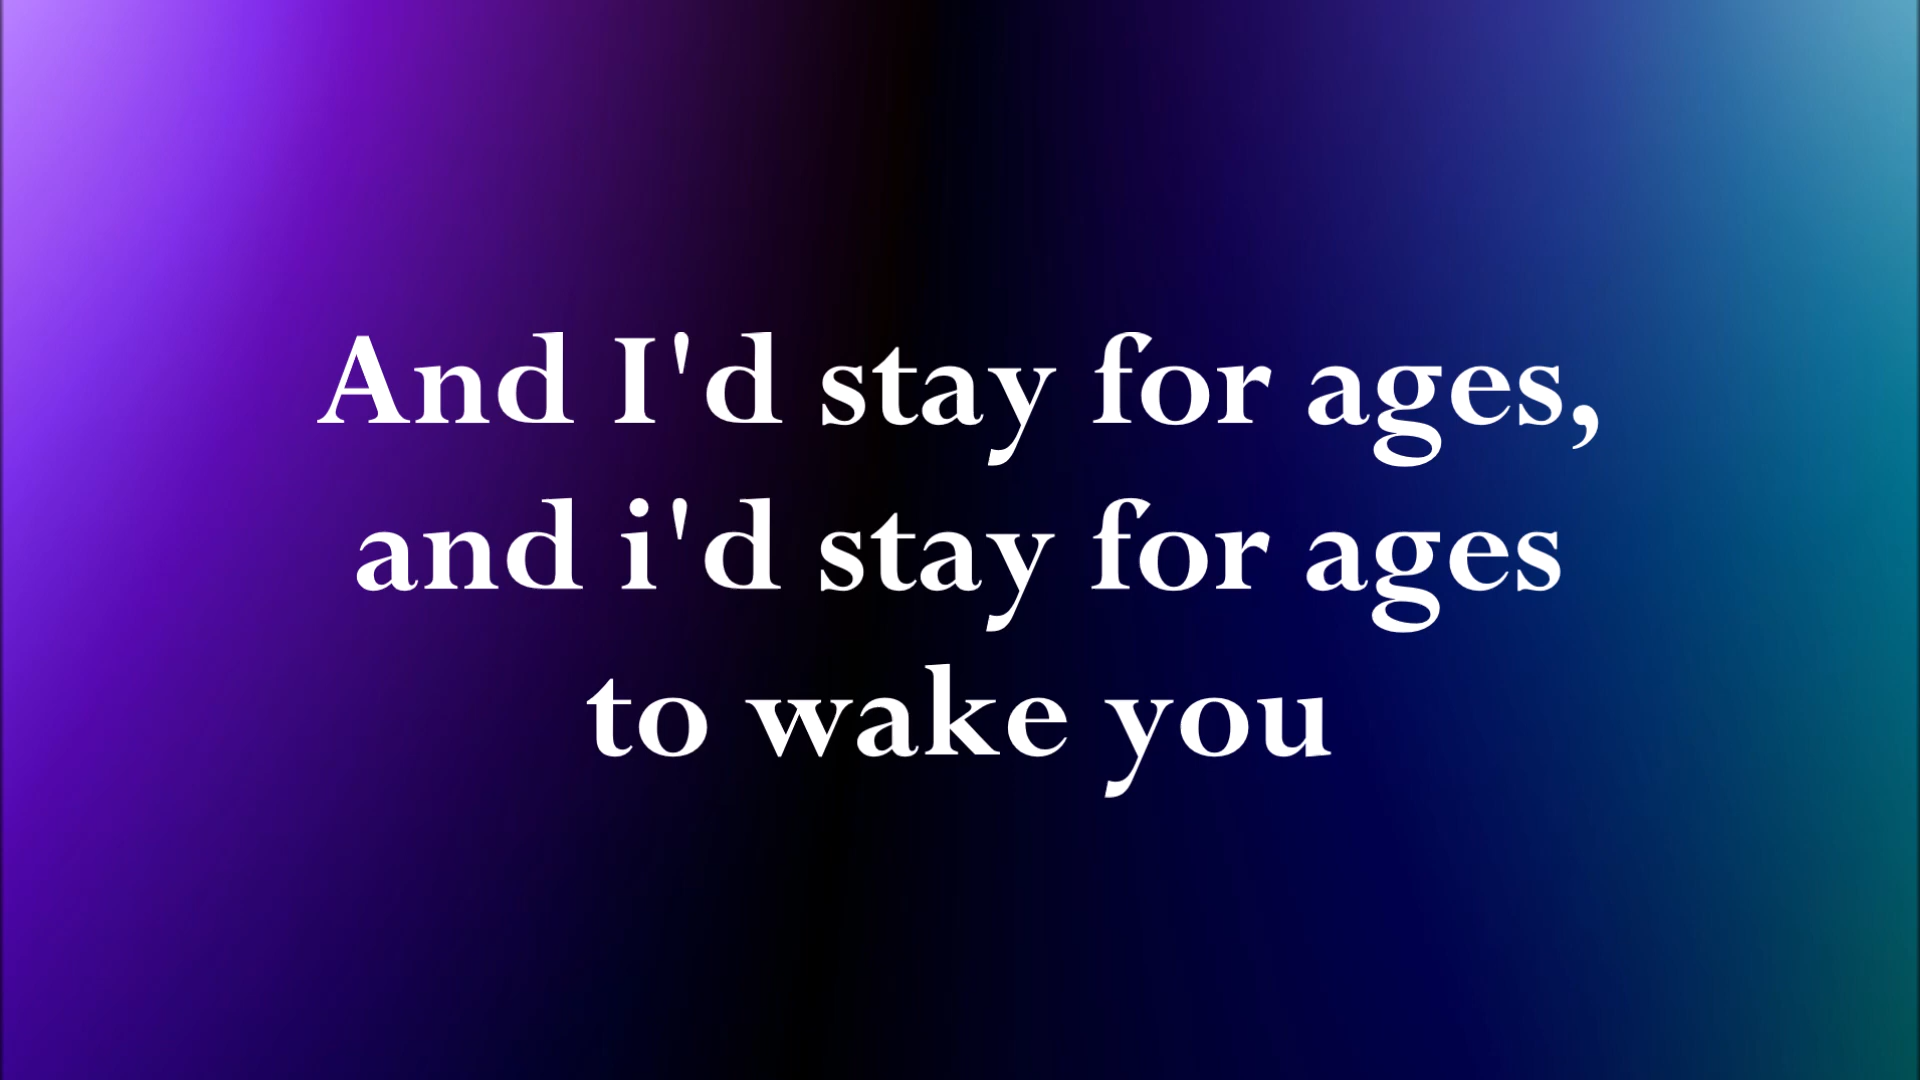 And I'd stay for ages,
and i'd stay for ages
to wake you